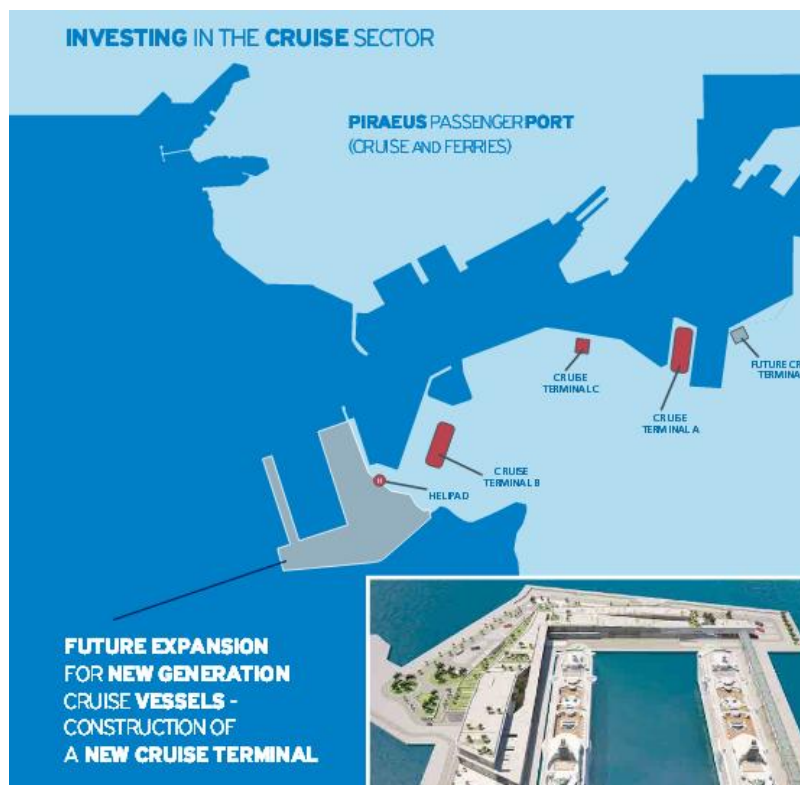 INVESTING IN THE CRUISE SECTOR
PIRAEUS PASSENGER PORT
(CRUISE AND FERRIES)
CRUISE
TERMINAL C
FUTURE
CRUISE
TERMINAL A
CRUISE
TERMINAL B
HELIPAD
FUTURE EXPANSION
FOR NEW GENERATION
CRUISE VESSELS -
CONSTRUCTION OF
A NEW CRUISE TERMINAL